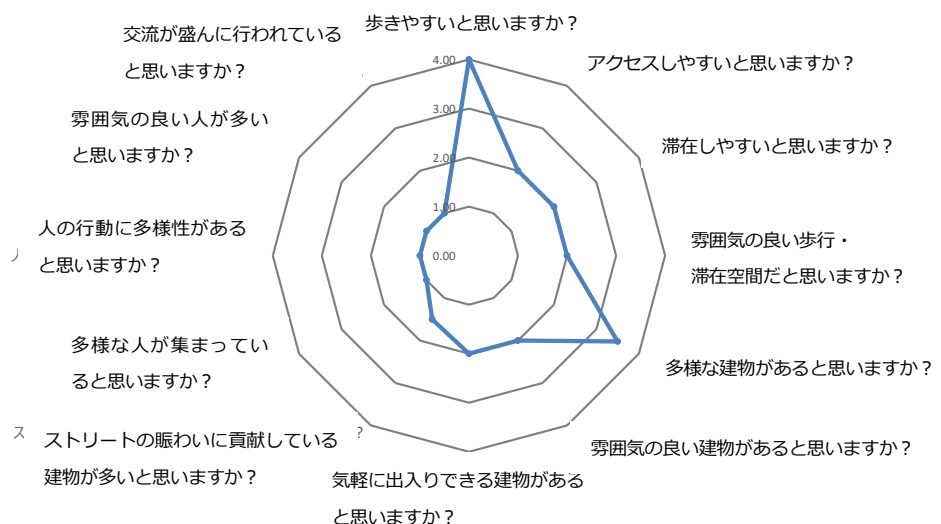 歩きやすいと思いますか？
アクセスしやすいと思いますか？
滞在しやすいと思いますか？
雰囲気の良い歩行・
滞在空間だと思いますか？
多様な建物があると思いますか？
雰囲気の良い建物があると思いますか？
気軽に出入りできる建物がある
と思いますか？
ストリートの賑わいに貢献している
建物が多いと思いますか？
多様な人が集まってい
ると思いますか？
人の行動に多様性がある
と思いますか？
雰囲気の良い人が多い
と思いますか？
交流が盛んに行われている
と思いますか？
4.00
3.00
2.00
1.00
0.00
ス
?